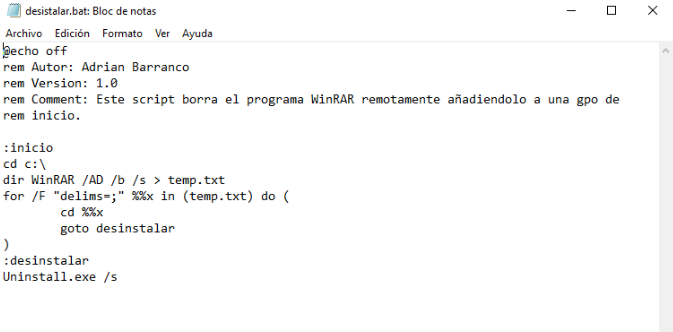 desistalar.bat: Bloc de notas
Archivo Edición Formato Ver Ayuda
@echo off
rem Autor: Adrian Barranco
rem Version: 1.0
rem Comment: Este script borra el programa WinRAR remotamente añadiendolo a una gpo de
rem inicio.

:inicio
cd c:\
dir WinRAR /AD /b /s > temp.txt
for /F "delims=;" %%x in (temp.txt) do (
        cd %%x
        goto desinstalar
)
:desinstalar
Uninstall.exe /s